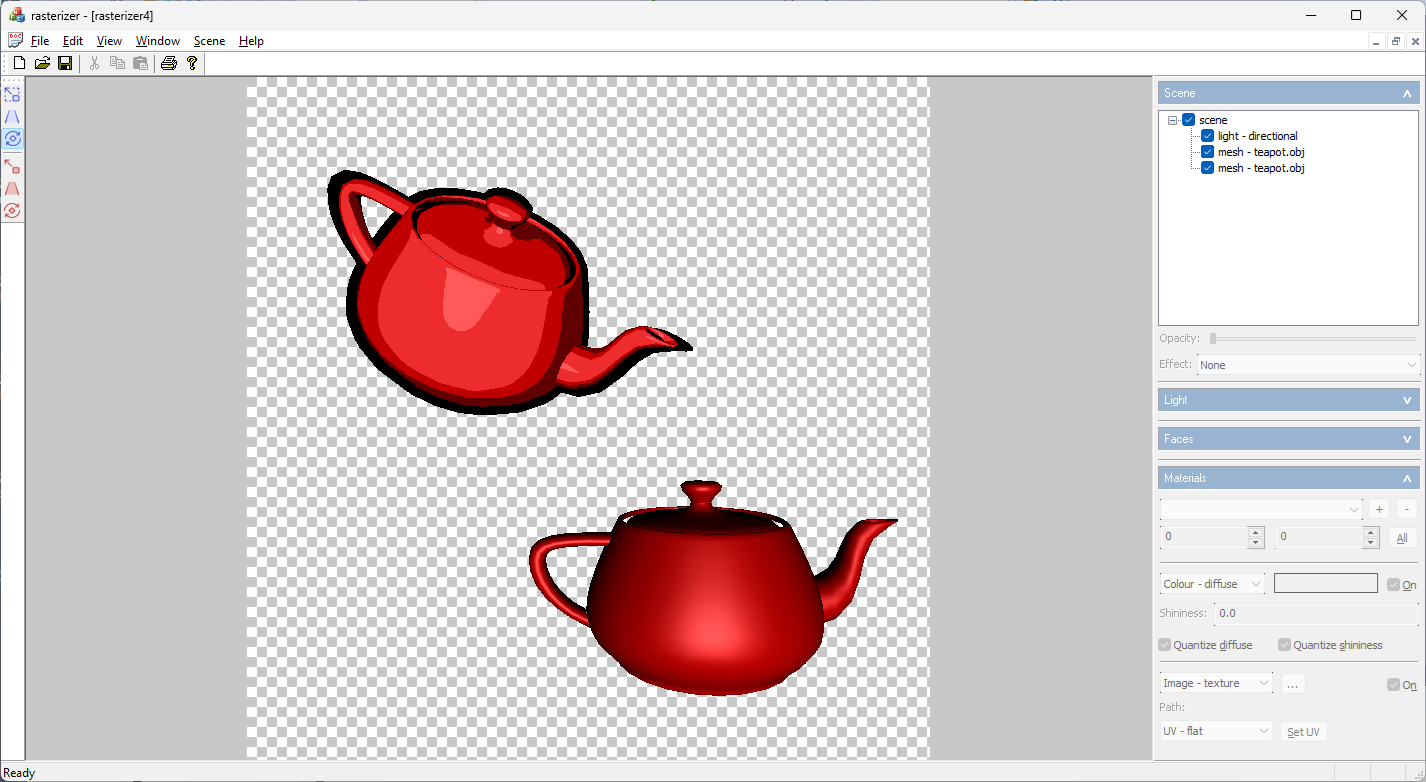 rasterizer - [rasterizer4]
File Edit View Window Scene Help
Scene
scene
light - directional
mesh - teapot.obj
mesh - teapot.obj
Opacity:
Effect: None
Light
Faces
Materials
+ -
0 0 All
Colour - diffuse On
Shininess: 0.0
Quantize diffuse Quantize shininess
Image - texture ... On
Path:
UV - flat Set UV
Ready